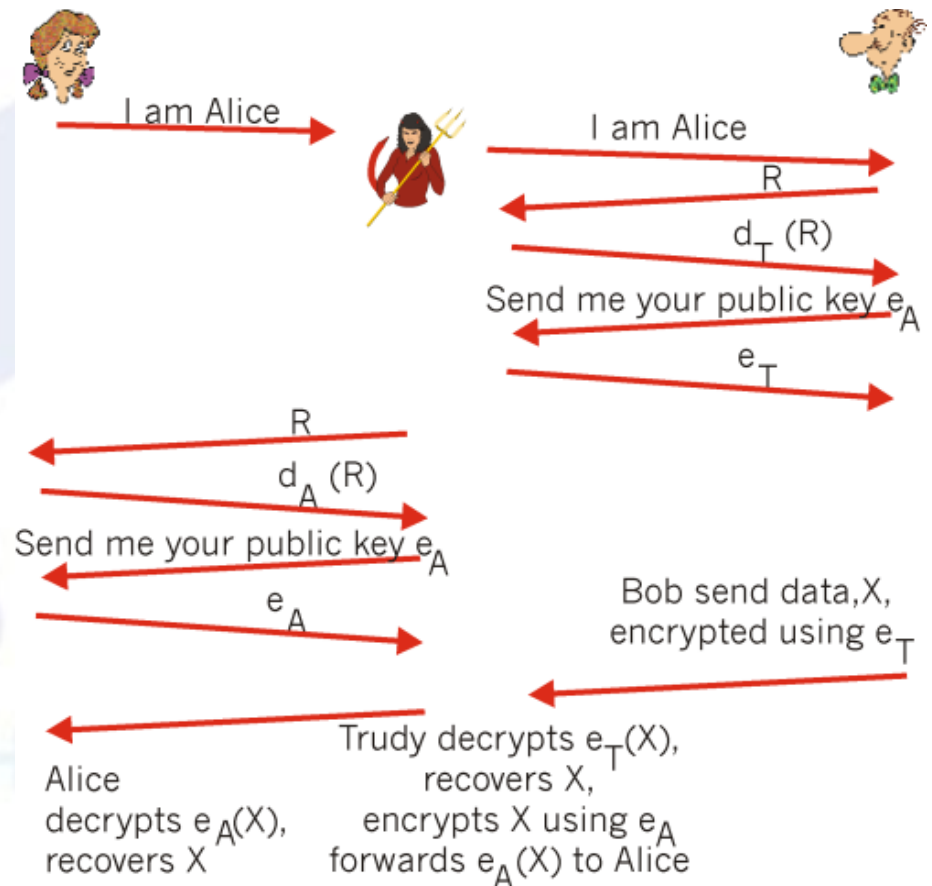 I am Alice
I am Alice
R
d_T (R)
Send me your public key e_A
e_T
R
d_A (R)
Send me your public key e_A
e_A
Bob send data,X,
encrypted using e_T
Trudy decrypts e_T(X),
recovers X,
encrypts X using e_A
forwards e_A(X) to Alice
Alice
decrypts e_A(X),
recovers X